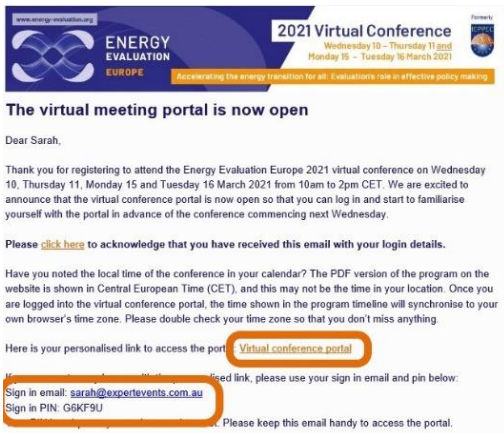 www.energy-evaluation.org
ENERGY
EVALUATION
EUROPE
2021 Virtual Conference
Wednesday 10 – Thursday 11 and
Monday 15 – Tuesday 16 March 2021
Formerly
IEPPEC
Accelerating the energy transition for all: Evaluation's role in effective policy making
The virtual meeting portal is now open
Dear Sarah,
Thank you for registering to attend the Energy Evaluation Europe 2021 virtual conference on Wednesday
10, Thursday 11, Monday 15 and Tuesday 16 March 2021 from 10am to 2pm CET. We are excited to
announce that the virtual conference portal is now open so that you can log in and start to familiarise
yourself with the portal in advance of the conference commencing next Wednesday.
Please click here to acknowledge that you have received this email with your login details.
Have you noted the local time of the conference in your calendar? The PDF version of the program on the
website is shown in Central European Time (CET), and this may not be the time in your location. Once you
are logged into the virtual conference portal, the time shown in the program timeline will synchronise to your
own browser's time zone. Please double check your time zone so that you don't miss anything.
Here is your personalised link to access the portal: Virtual conference portal
please use your sign in email and pin below:
Sign in email: sarah@expertevents.com.au
Sign in PIN: G6KF9U
Please keep this email handy to access the portal.